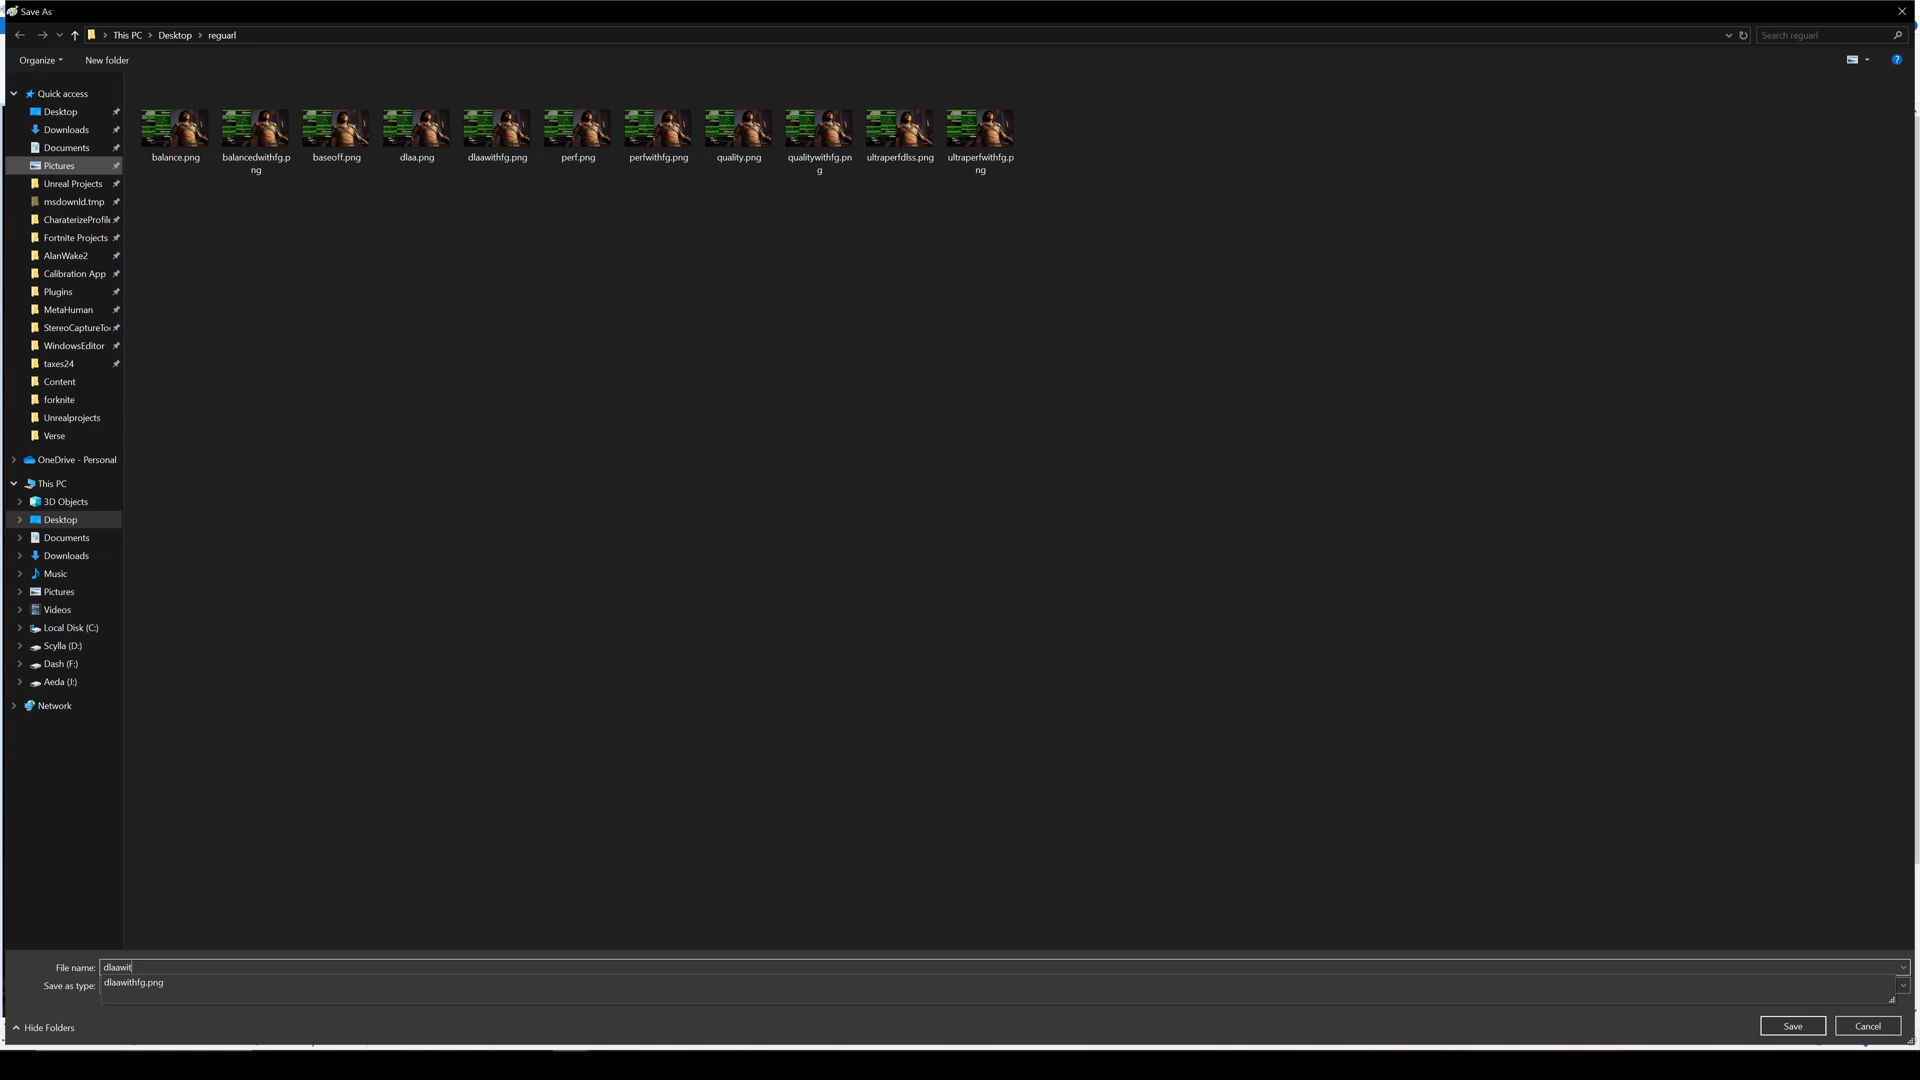 Save As
This PC > Desktop > reguarl
Search reguarl
Organize
New folder
Quick access
Desktop
Downloads
Documents
Pictures
Unreal Projects
msdownld.tmp
CharaterizeProfile
Fortnite Projects
AlanWake2
Calibration App
Plugins
MetaHuman
StereoCaptureToo
WindowsEditor
taxes24
Content
forknite
Unrealprojects
Verse
OneDrive - Personal
This PC
3D Objects
Desktop
Documents
Downloads
Music
Pictures
Videos
Local Disk (C:)
Scylla (D:)
Dash (F:)
Aeda (J:)
Network
balance.png
balancedwithfg.p
ng
baseoff.png
dlaa.png
dlaawithfg.png
perf.png
perfwithfg.png
quality.png
qualitywithfg.pn
g
ultraperfdlss.png
ultraperfwithfg.p
ng
File name: dlaawit
dlaawithfg.png
Save as type:
Hide Folders
Save
Cancel